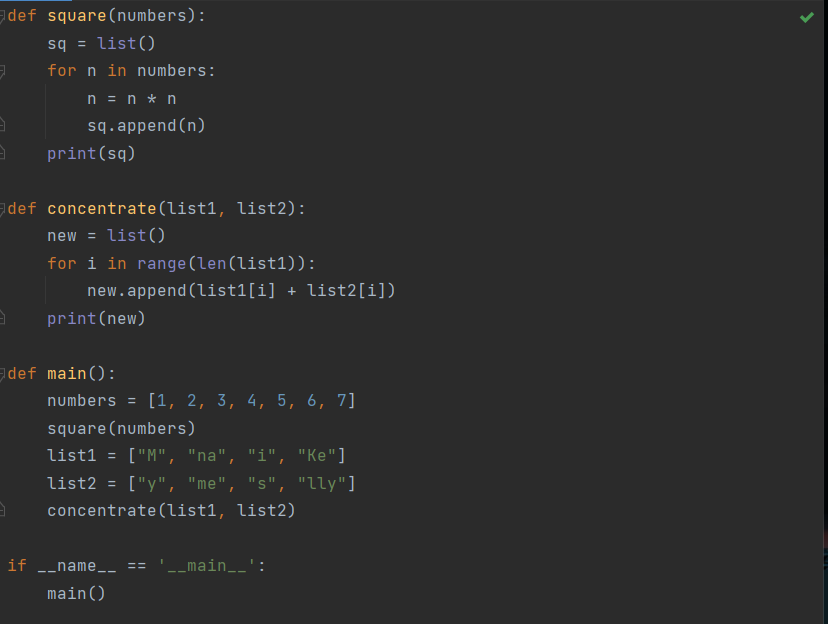 def square(numbers):
    sq = list()
    for n in numbers:
        n = n * n
        sq.append(n)
    print(sq)

def concentrate(list1, list2):
    new = list()
    for i in range(len(list1)):
        new.append(list1[i] + list2[i])
    print(new)

def main():
    numbers = [1, 2, 3, 4, 5, 6, 7]
    square(numbers)
    list1 = ["M", "na", "i", "Ke"]
    list2 = ["y", "me", "s", "lly"]
    concentrate(list1, list2)

if __name__ == '__main__':
    main()